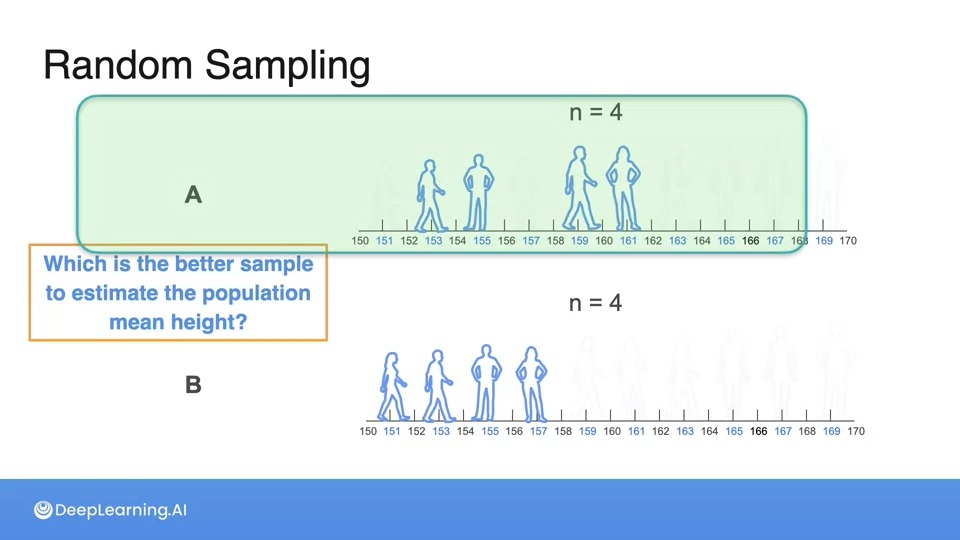 Random Sampling
n = 4
A
150 151 152 153 154 155 156 157 158 159 160 161 162 163 164 165 166 167 168 169 170
Which is the better sample
to estimate the population
mean height?
n = 4
B
150 151 152 153 154 155 156 157 158 159 160 161 162 163 164 165 166 167 168 169 170
DeepLearning.AI